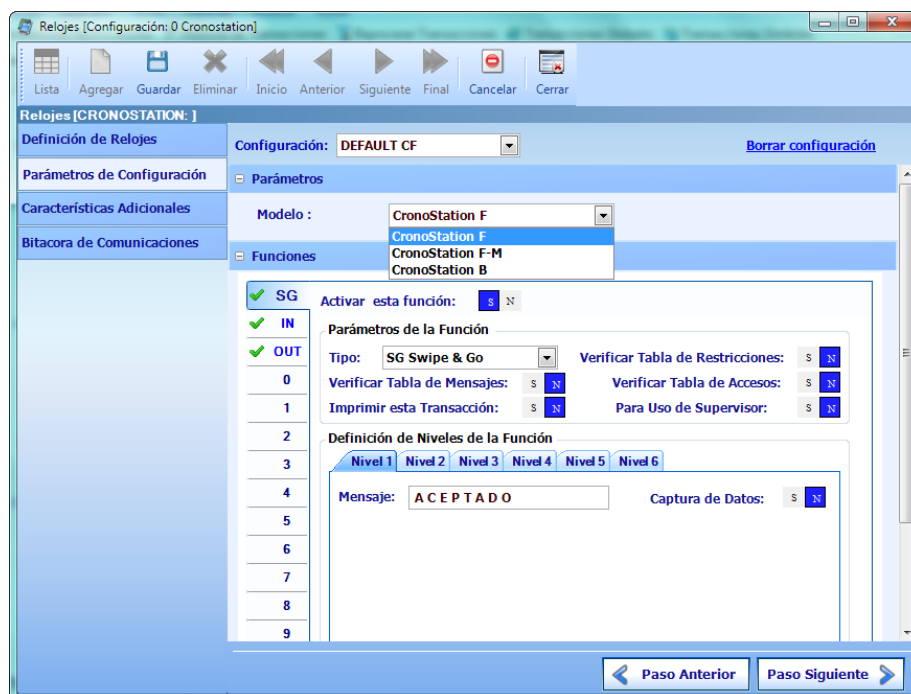 Relojes [Configuración: 0 Cronostation]
Lista Agregar Guardar Eliminar Inicio Anterior Siguiente Final Cancelar Cerrar
Relojes [CRONOSTATION: ]
Definición de Relojes
Parámetros de Configuración
Características Adicionales
Bitacora de Comunicaciones
Configuración: DEFAULT CF Borrar configuración
Parámetros
Modelo : CronoStation F
CronoStation F
CronoStation F-M
CronoStation B
Funciones
SG
IN
OUT
0
1
2
3
4
5
6
7
8
9
Activar esta función: S N
Parámetros de la Función
Tipo: SG Swipe & Go Verificar Tabla de Restricciones: S N
Verificar Tabla de Mensajes: S N Verificar Tabla de Accesos: S N
Imprimir esta Transacción: S N Para Uso de Supervisor: S N
Definición de Niveles de la Función
Nivel 1 Nivel 2 Nivel 3 Nivel 4 Nivel 5 Nivel 6
Mensaje: A C E P T A D O Captura de Datos: S N
Paso Anterior Paso Siguiente